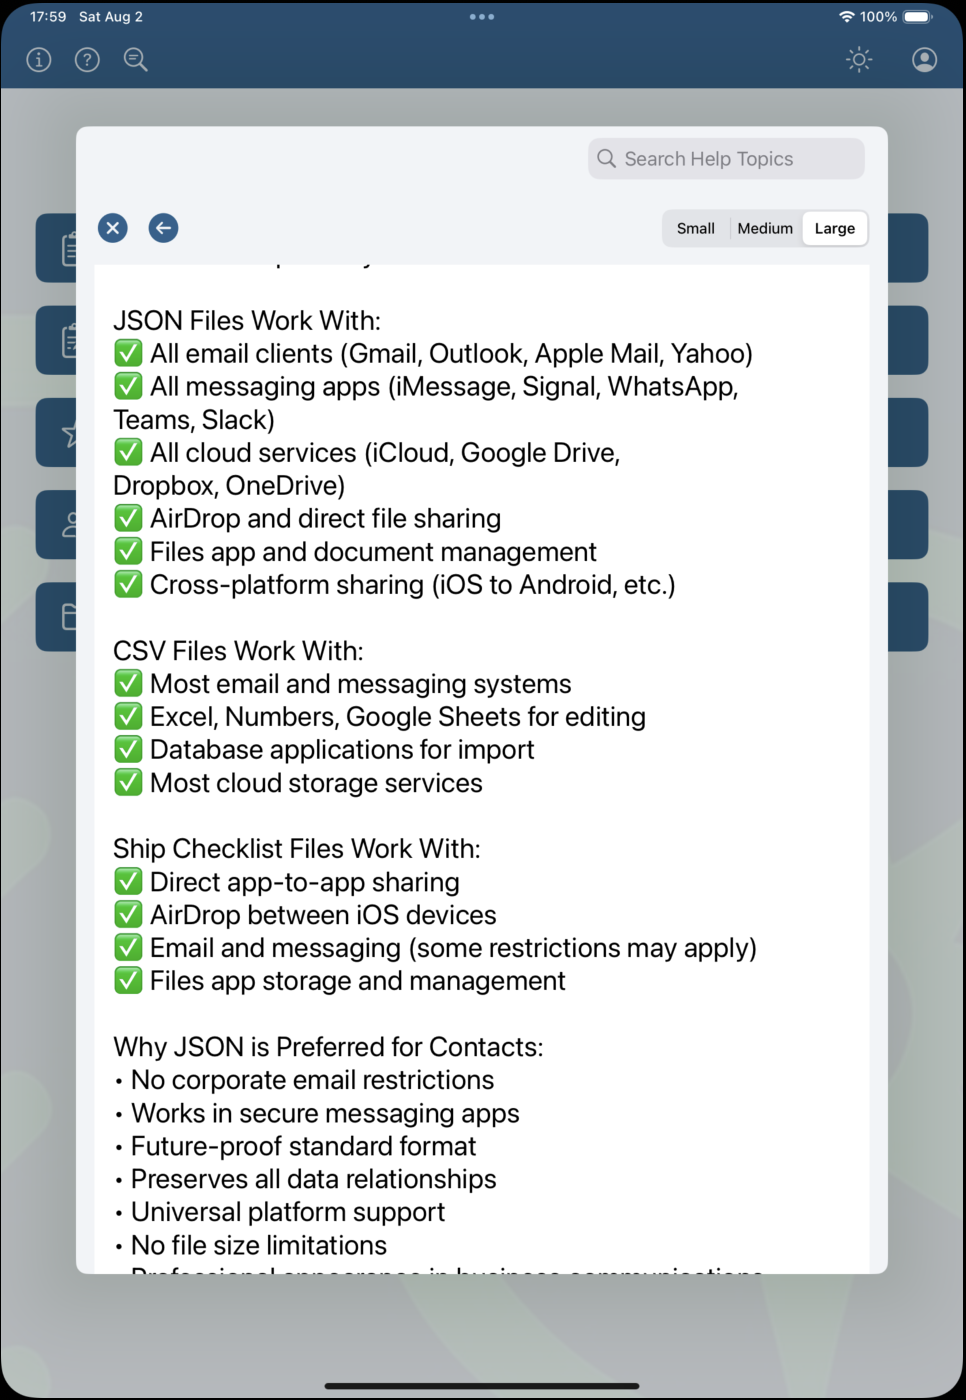 17:59 Sat Aug 2
100%
Search Help Topics
Small Medium Large
JSON Files Work With:
✅ All email clients (Gmail, Outlook, Apple Mail, Yahoo)
✅ All messaging apps (iMessage, Signal, WhatsApp,
Teams, Slack)
✅ All cloud services (iCloud, Google Drive,
Dropbox, OneDrive)
✅ AirDrop and direct file sharing
✅ Files app and document management
✅ Cross-platform sharing (iOS to Android, etc.)
CSV Files Work With:
✅ Most email and messaging systems
✅ Excel, Numbers, Google Sheets for editing
✅ Database applications for import
✅ Most cloud storage services
Ship Checklist Files Work With:
✅ Direct app-to-app sharing
✅ AirDrop between iOS devices
✅ Email and messaging (some restrictions may apply)
✅ Files app storage and management
Why JSON is Preferred for Contacts:
• No corporate email restrictions
• Works in secure messaging apps
• Future-proof standard format
• Preserves all data relationships
• Universal platform support
• No file size limitations
• Professional appearance in business communications